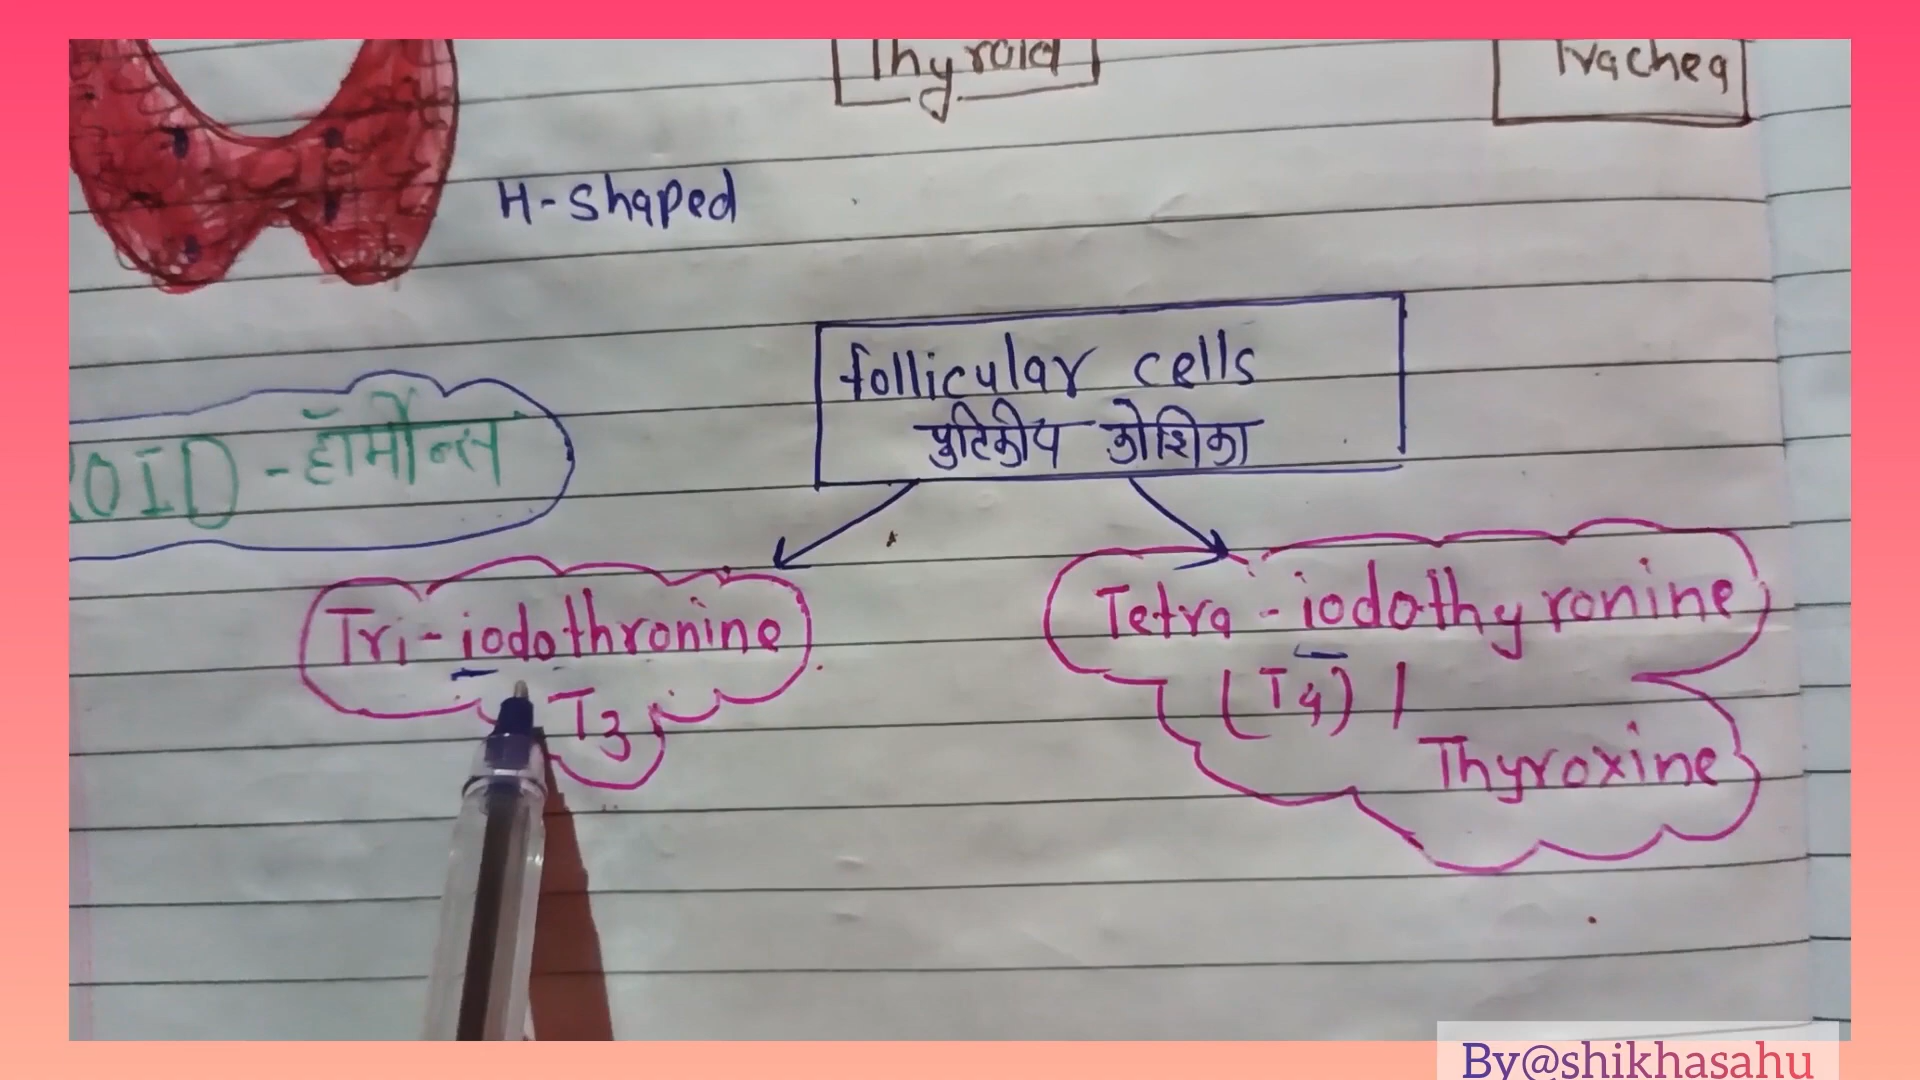 Thyroid
Trachea
H-shaped
follicular cells
पुटिकीय कोशिका
ROID-हॉर्मोन्स
Tri-iodothronine
T3
Tetra-iodothyronine
(T4) /
Thyroxine
By@shikhasahu